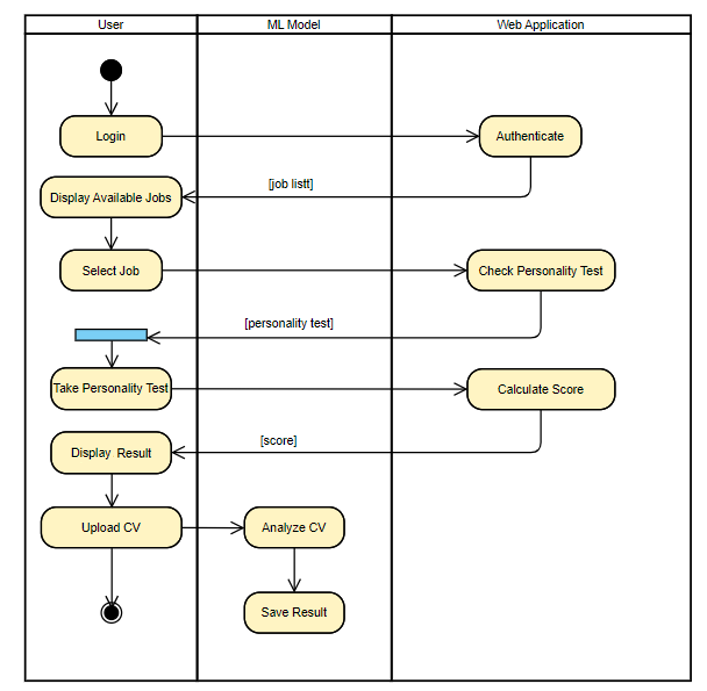 User
ML Model
Web Application
Login
Authenticate
[job listt]
Display Available Jobs
Select Job
Check Personality Test
[personality test]
Take Personality Test
Calculate Score
[score]
Display Result
Upload CV
Analyze CV
Save Result